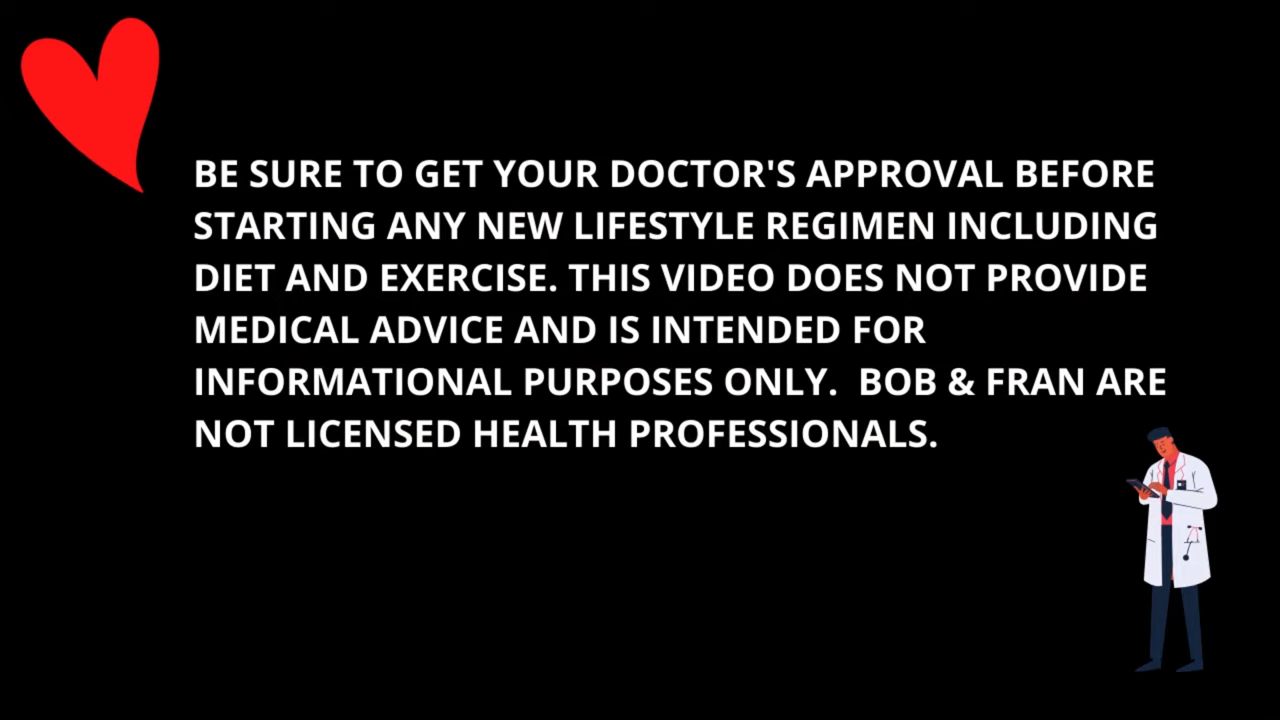 BE SURE TO GET YOUR DOCTOR'S APPROVAL BEFORE
STARTING ANY NEW LIFESTYLE REGIMEN INCLUDING
DIET AND EXERCISE. THIS VIDEO DOES NOT PROVIDE
MEDICAL ADVICE AND IS INTENDED FOR
INFORMATIONAL PURPOSES ONLY.  BOB & FRAN ARE
NOT LICENSED HEALTH PROFESSIONALS.